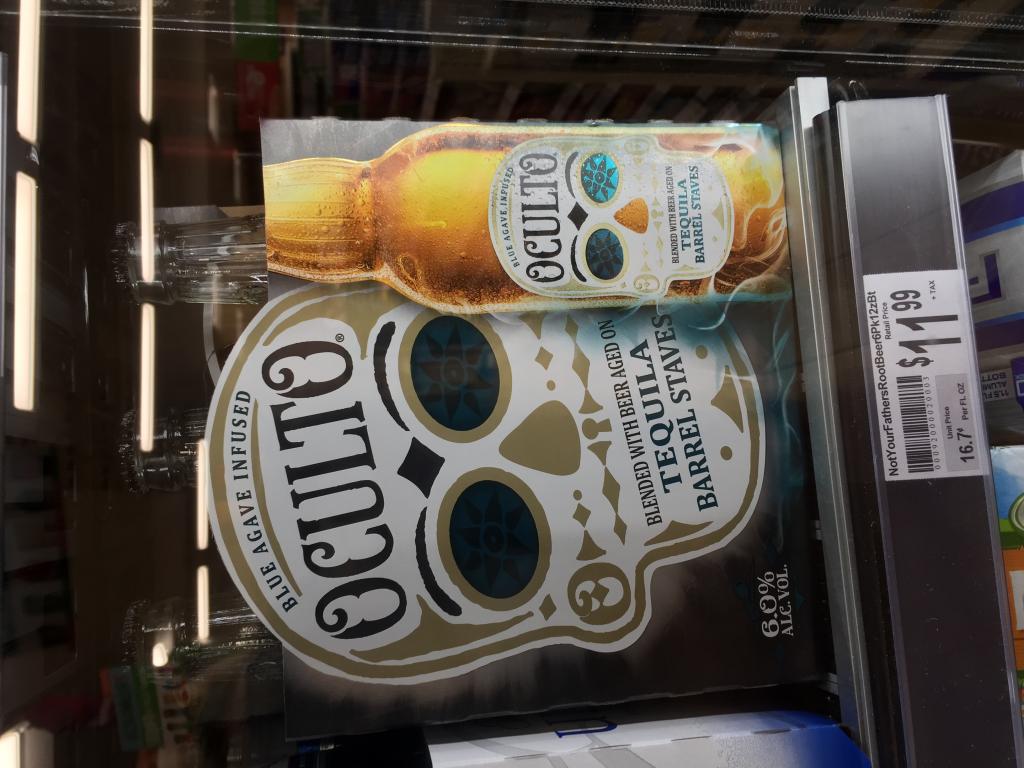 BLUE AGAVE INFUSED
OCULTO®
BLENDED WITH BEER AGED ON
TEQUILA
BARREL STAVES
6.0%
ALC. VOL.
BLUE AGAVE INFUSED
OCULTO
BLENDED WITH BEER AGED ON
TEQUILA
BARREL STAVES
NotYourFathersRootBeer6Pk12zBt
Retail Price
$11.99
+ TAX
Unit Price
16.7¢ Per FL. OZ